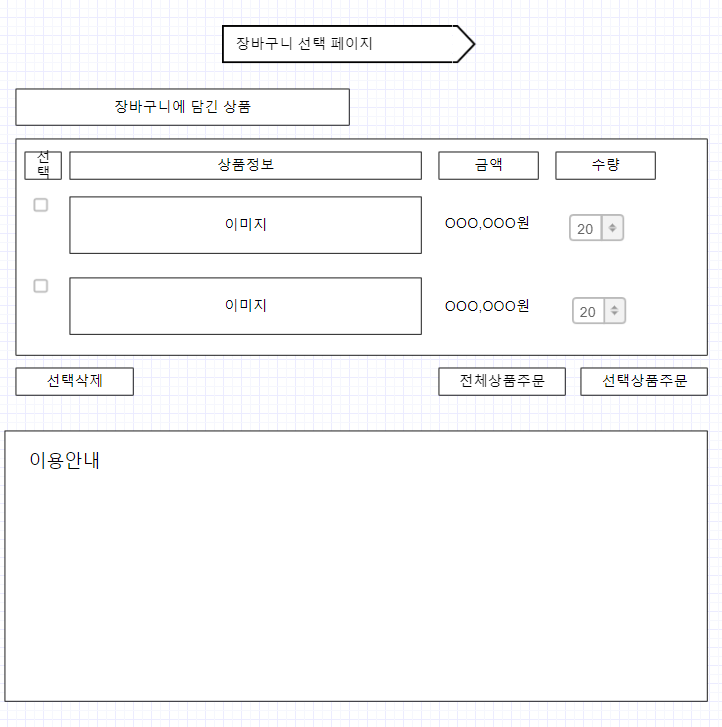 장바구니 선택 페이지
장바구니에 담긴 상품
선
택
상품정보
금액
수량
이미지
OOO,OOO원
20
이미지
OOO,OOO원
20
선택삭제
전체상품주문
선택상품주문
이용안내